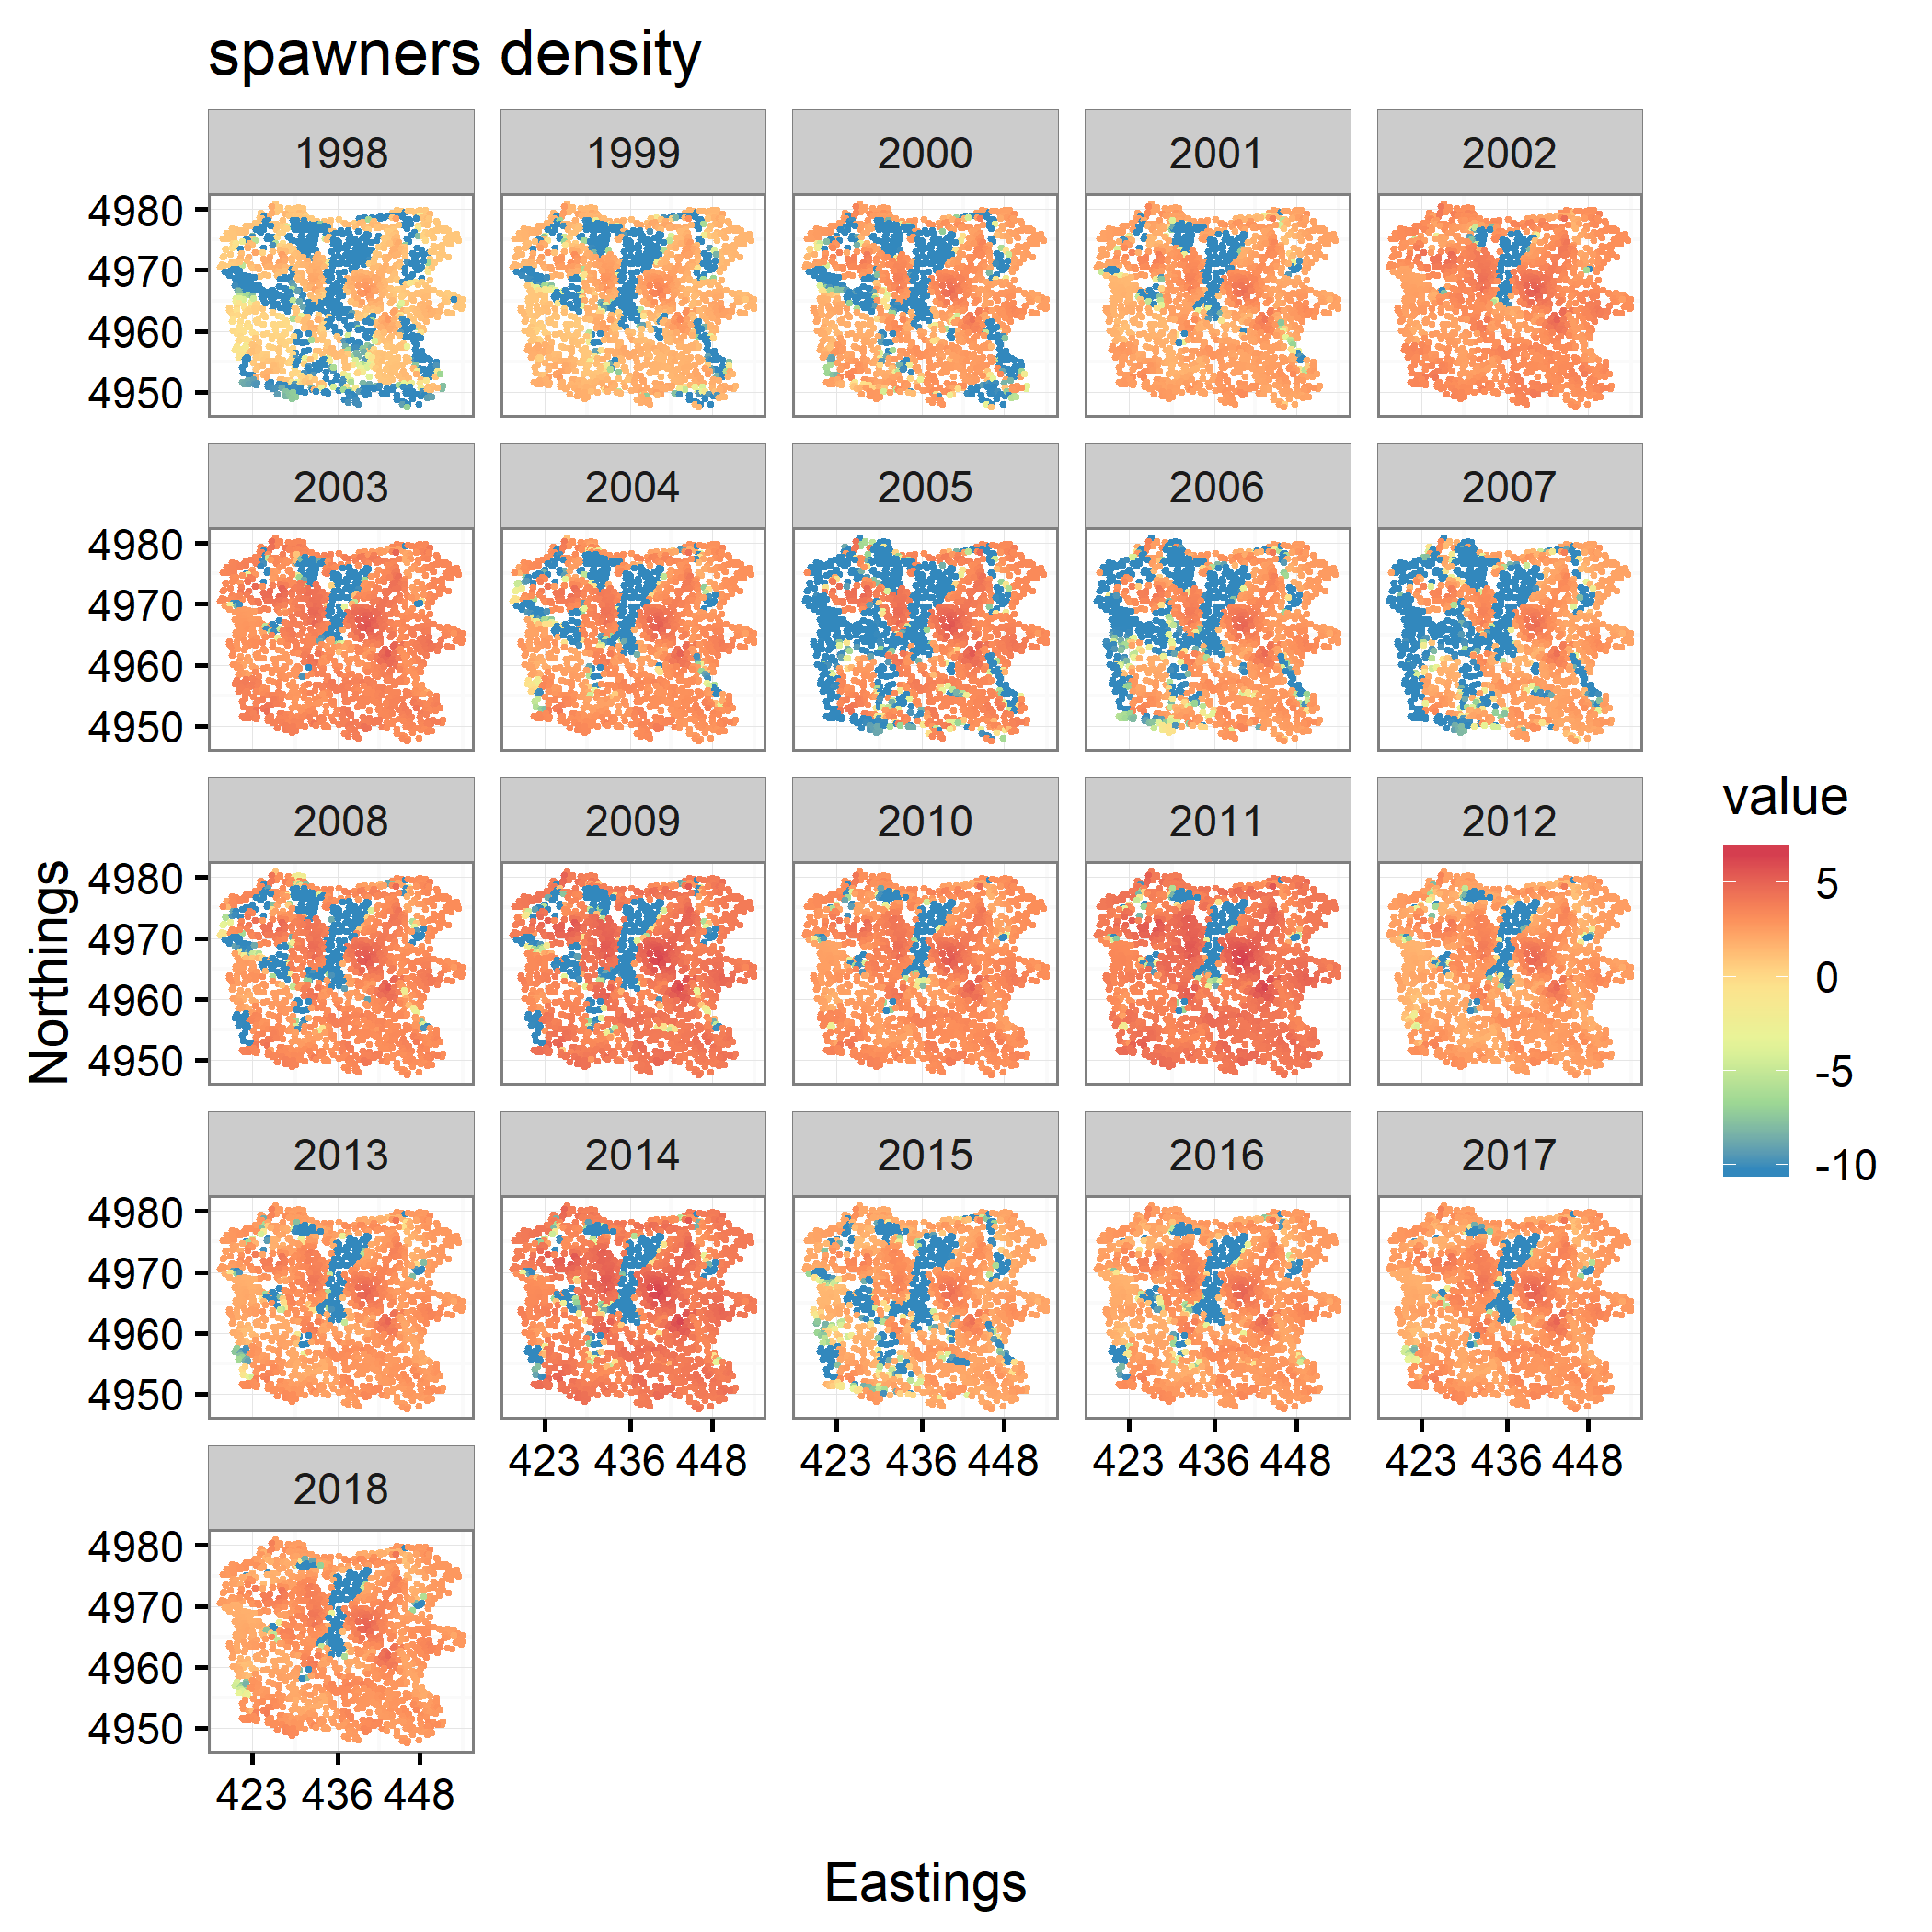 spawners density
1998 1999 2000 2001 2002
4980
4970
4960
4950
2003 2004 2005 2006 2007
4980
4970
4960
4950
2008 2009 2010 2011 2012
4980
4970
4960
4950
2013 2014 2015 2016 2017
4980
4970
4960
4950
423 436 448 423 436 448 423 436 448 423 436 448
2018
4980
4970
4960
4950
423 436 448
Northings
Eastings
value
5
0
-5
-10